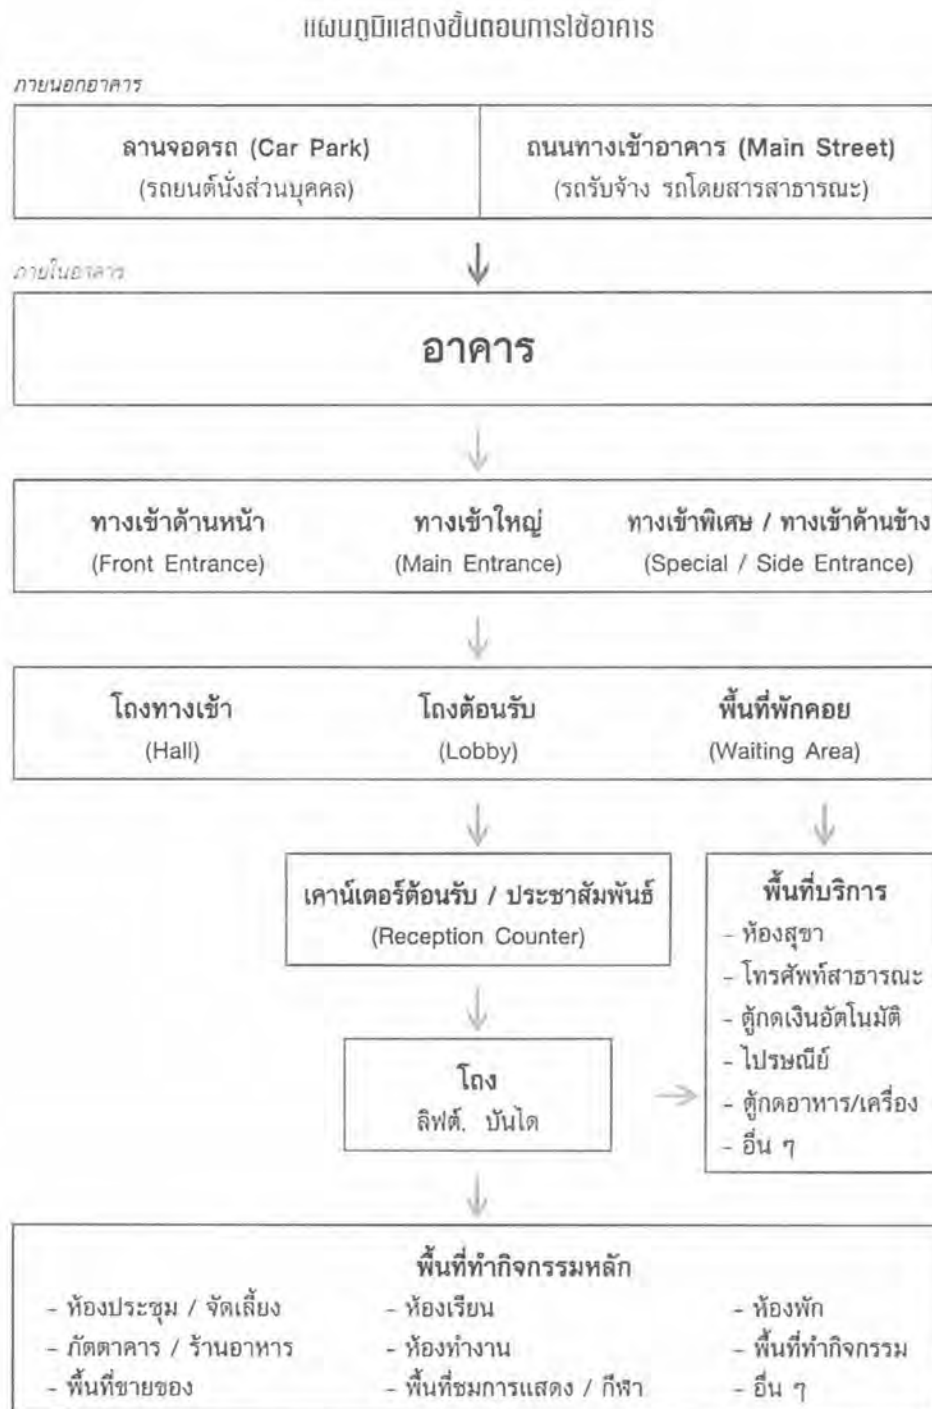 แผนภูมิแสดงขั้นตอนการใช้อาคาร
ภายนอกอาคาร
ลานจอดรถ (Car Park)
(รถยนต์นั่งส่วนบุคคล)
ถนนทางเข้าอาคาร (Main Street)
(รถรับจ้าง รถโดยสารสาธารณะ)
ภายในอาคาร
อาคาร
ทางเข้าด้านหน้า
(Front Entrance)
ทางเข้าใหญ่
(Main Entrance)
ทางเข้าพิเศษ / ทางเข้าด้านข้าง
(Special / Side Entrance)
โถงทางเข้า
(Hall)
โถงต้อนรับ
(Lobby)
พื้นที่พักคอย
(Waiting Area)
เคาน์เตอร์ต้อนรับ / ประชาสัมพันธ์
(Reception Counter)
โถง
ลิฟต์, บันได
พื้นที่บริการ
- ห้องสุขา
- โทรศัพท์สาธารณะ
- ตู้กดเงินอัตโนมัติ
- ไปรษณีย์
- ตู้กดอาหาร/เครื่อง
- อื่น ๆ
พื้นที่ทำกิจกรรมหลัก
- ห้องประชุม / จัดเลี้ยง
- ภัตตาคาร / ร้านอาหาร
- พื้นที่ขายของ
- ห้องเรียน
- ห้องทำงาน
- พื้นที่ชมการแสดง / กีฬา
- ห้องพัก
- พื้นที่ทำกิจกรรม
- อื่น ๆ